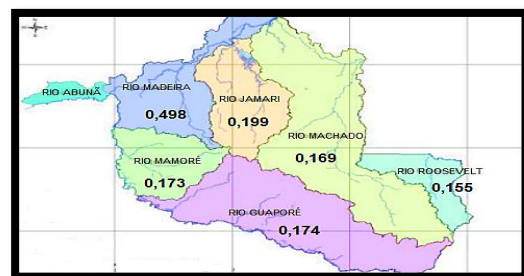 N
RIO ABUNÃ
RIO MADEIRA
0,498
RIO JAMARI
0,199
RIO MACHADO
0,169
RIO MAMORÉ
0,173
RIO ROOSEVELT
0,155
RIO GUAPORÉ
0,174